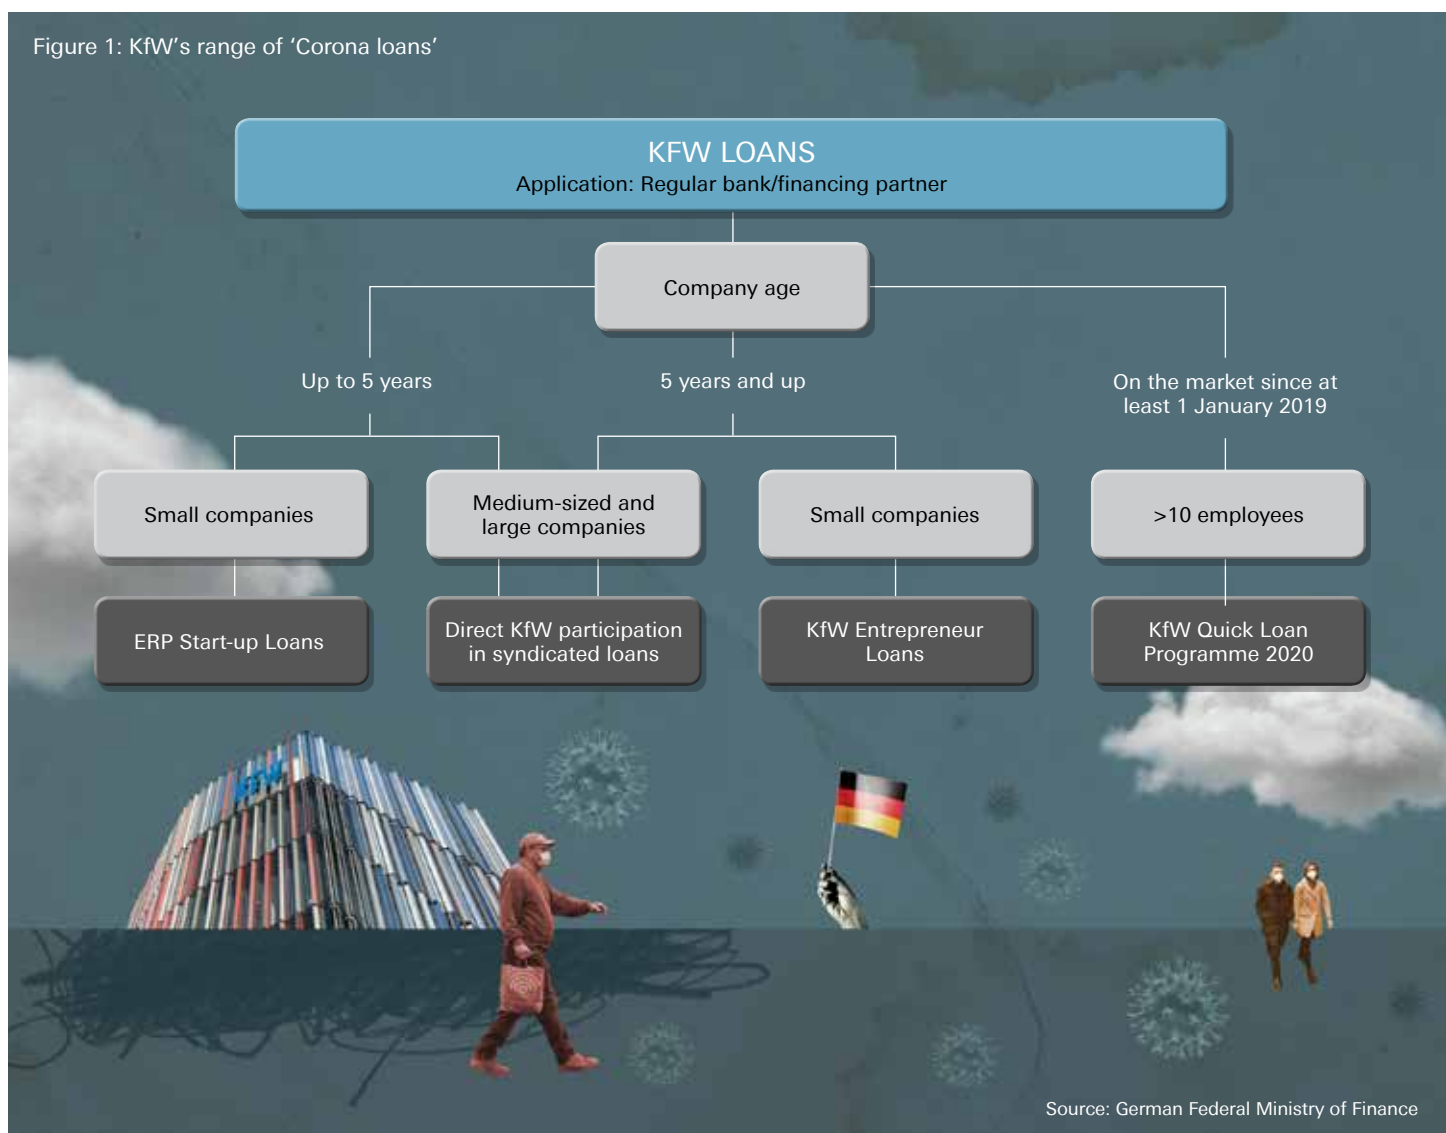 Figure 1: KfW’s range of ‘Corona loans’
KFW LOANS
Application: Regular bank/financing partner
Company age
Up to 5 years
5 years and up
On the market since at
least 1 January 2019
Small companies
Medium-sized and
large companies
Small companies
>10 employees
ERP Start-up Loans
Direct KfW participation
in syndicated loans
KfW Entrepreneur
Loans
KfW Quick Loan
Programme 2020
KFW
Source: German Federal Ministry of Finance